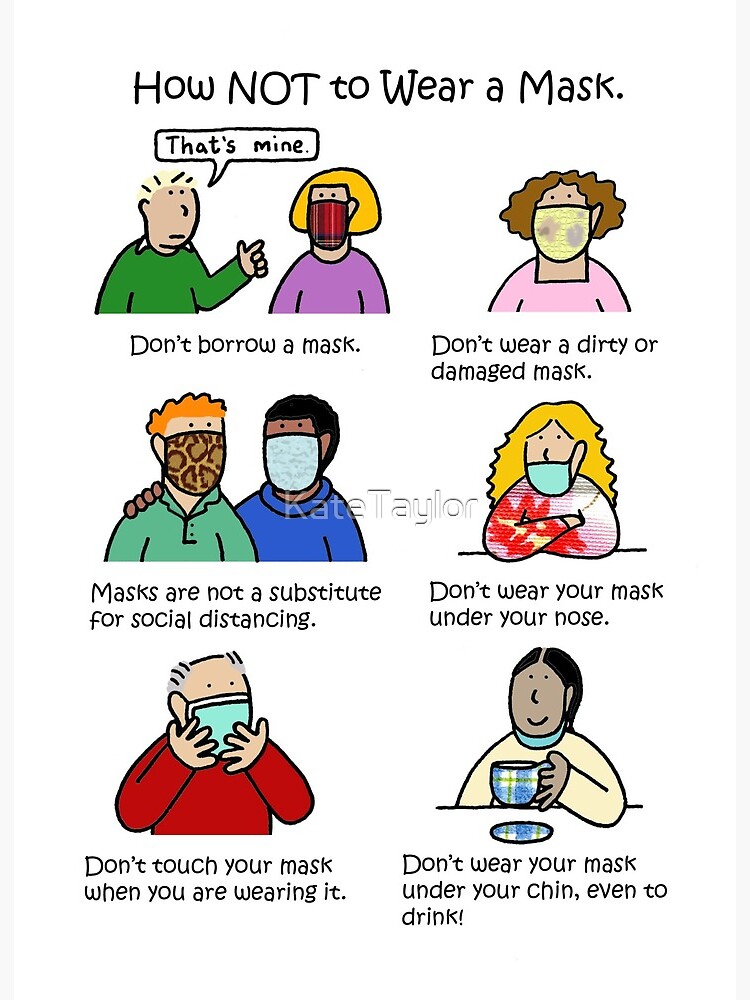 How NOT to Wear a Mask.
That's mine.
Don't borrow a mask.
Don't wear a dirty or
damaged mask.
KateTaylor
Masks are not a substitute
for social distancing.
Don't wear your mask
under your nose.
Don't touch your mask
when you are wearing it.
Don't wear your mask
under your chin, even to
drink!